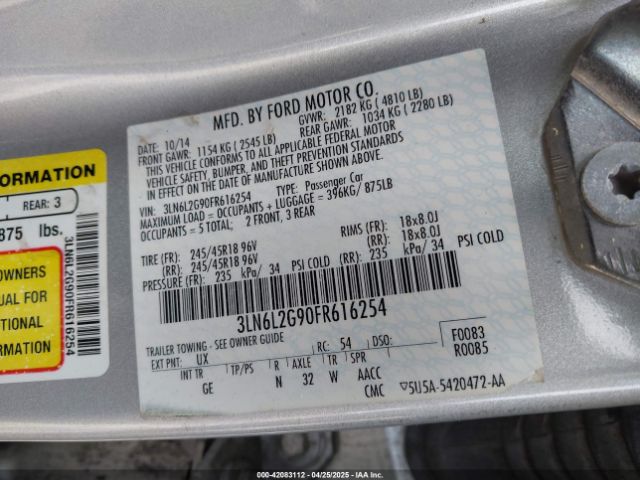 MFD. BY FORD MOTOR CO.
DATE: 10/14
GVWR: 2182 KG ( 4810 LB)
FRONT GAWR: 1154 KG ( 2545 LB)
REAR GAWR: 1034 KG ( 2280 LB)
THIS VEHICLE CONFORMS TO ALL APPLICABLE FEDERAL MOTOR
VEHICLE SAFETY, BUMPER, AND THEFT PREVENTION STANDARDS
IN EFFECT ON THE DATE OF MANUFACTURE SHOWN ABOVE.
VIN: 3LN6L2G90FR616254
TYPE: Passenger Car
MAXIMUM LOAD = OCCUPANTS + LUGGAGE = 396KG/ 875LB
OCCUPANTS = 5 TOTAL; 2 FRONT, 3 REAR
TIRE (FR): 245/45R18 96V RIMS (FR): 18x8.0J
(RR): 245/45R18 96V (RR): 18x8.0J
PRESSURE (FR): 235 kPa/ 34 PSI COLD (RR): 235 kPa/ 34 PSI COLD
3LN6L2G90FR616254
TRAILER TOWING - SEE OWNER GUIDE
EXT PNT: UX RC: 54 DSO:
F0083
R0085
INT TR TP/PS R AXLE TR SPR
GE N 32 W AACC
CMC ▽5U5A-5420472-AA
FORMATION
REAR: 3
875 lbs.
OWNERS
UAL FOR
TIONAL
ATION
3LN6L2G90FR616254
000-42083112 - 04/25/2025 - IAAI.COM